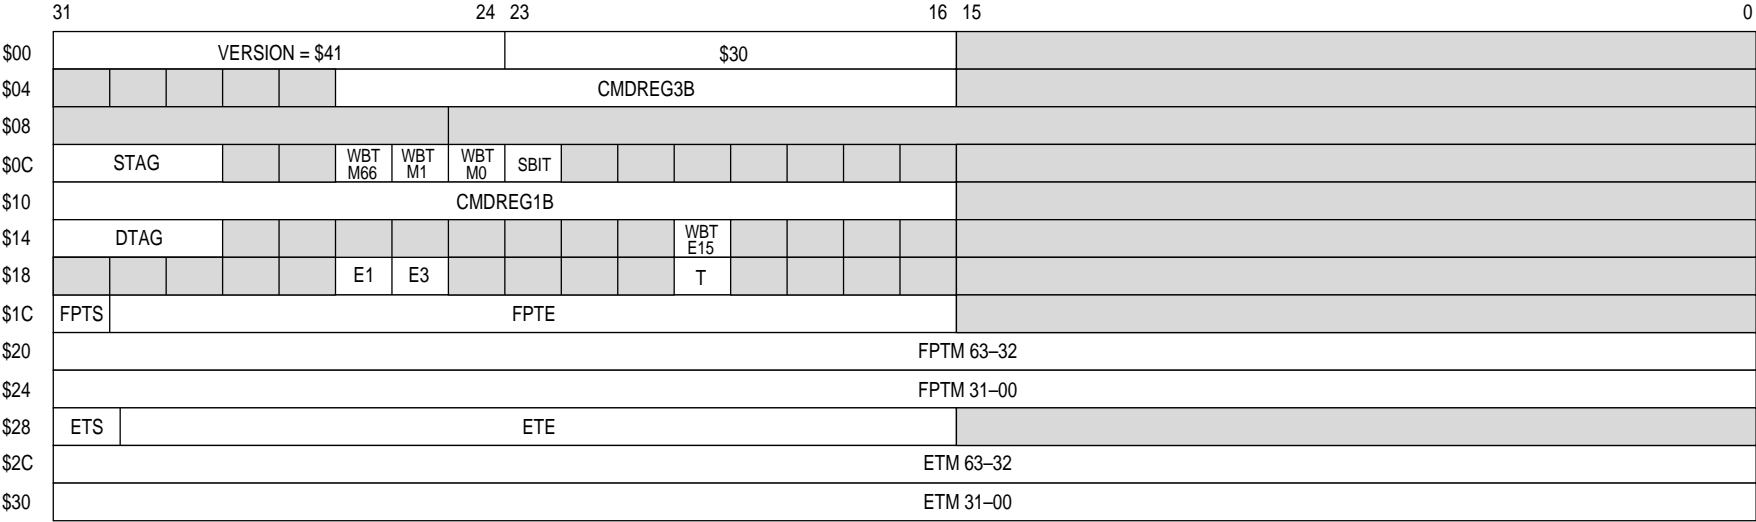 31 24 23 16 15 0
$00 VERSION = $41 $30
$04 CMDREG3B
$08
$0C STAG WBT M66 WBT M1 WBT M0 SBIT
$10 CMDREG1B
$14 DTAG WBT E15
$18 E1 E3 T
$1C FPTS FPTE
$20 FPTM 63–32
$24 FPTM 31–00
$28 ETS ETE
$2C ETM 63–32
$30 ETM 31–00